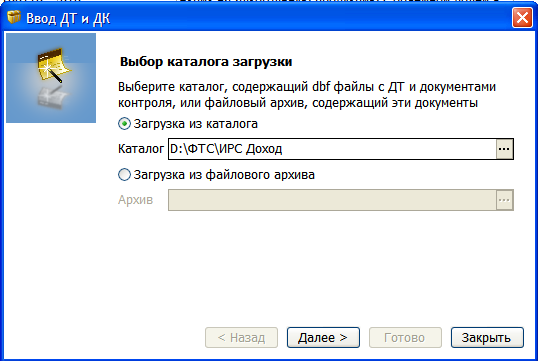 Ввод ДТ и ДК
Выбор каталога загрузки
Выберите каталог, содержащий dbf файлы с ДТ и документами
контроля, или файловый архив, содержащий эти документы
Загрузка из каталога
Каталог D:\ФТС\ИРС Доход ...
Загрузка из файлового архива
Архив ...
< Назад Далее > Готово Закрыть